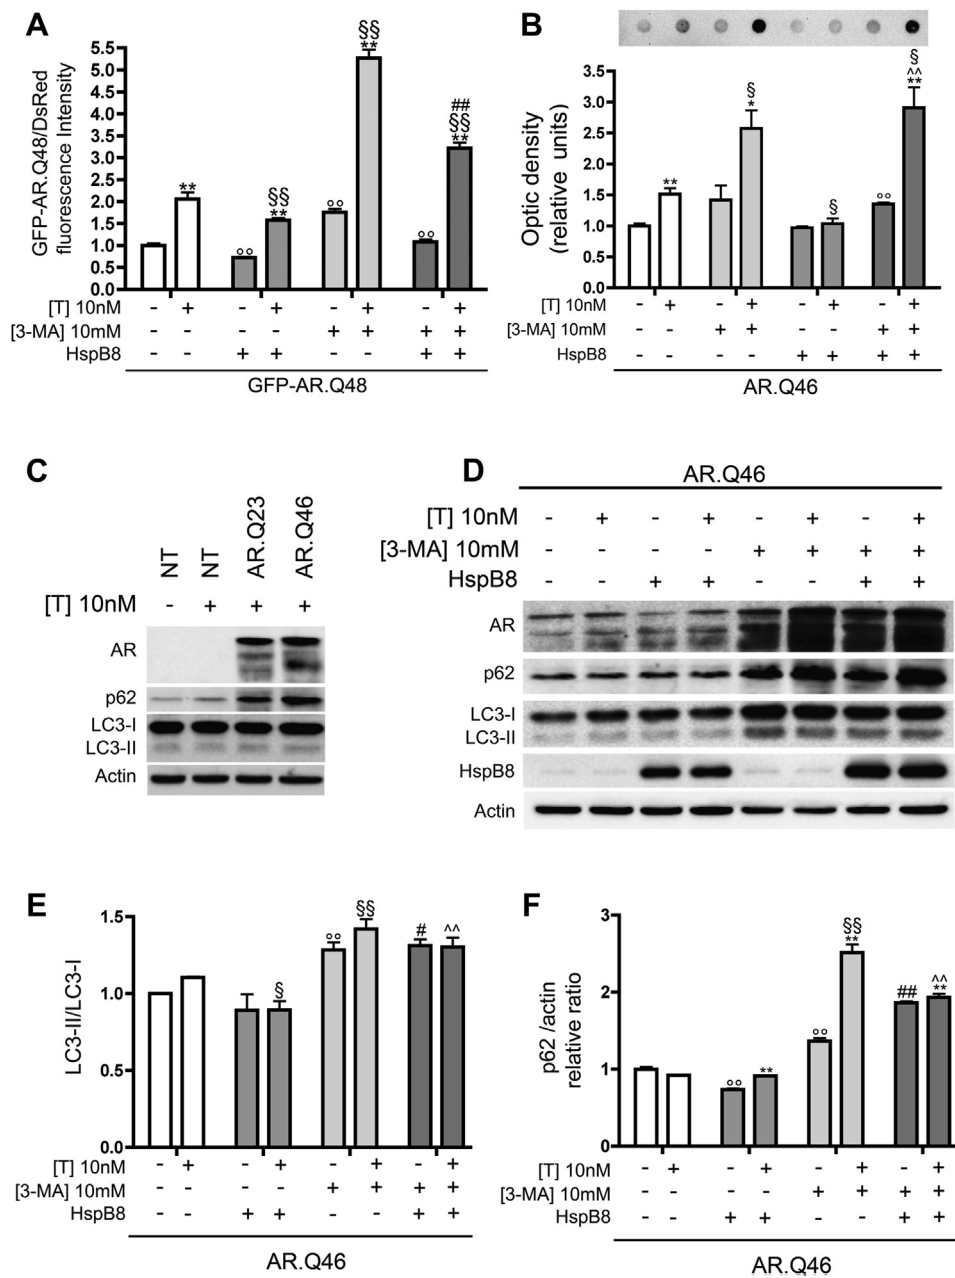 A
GFP-AR.Q48/DsRed
fluorescence Intensity
5.5
5.0
4.5
4.0
3.5
3.0
2.5
2.0
1.5
1.0
0.5
0.0
** °° §§ ** °° §§ ** °° ## §§ **
[T] 10nM - + - + - + - +
[3-MA] 10mM - - - - + + + +
HspB8 - - + + - - + +
GFP-AR.Q48
B
Optic density
(relative units)
3.5
3.0
2.5
1.5
1.0
0.5
0.0
** § * § °° § ^^ **
[T] 10nM - + - + - + - +
[3-MA] 10mM - - + + - - + +
HspB8 - - - - + + + +
AR.Q46
C
NT NT AR.Q23 AR.Q46
[T] 10nM - + + +
AR
p62
LC3-I
LC3-II
Actin
D
AR.Q46
[T] 10nM - + - + - + - +
[3-MA] 10mM - - - - + + + +
HspB8 - - + + - - + +
AR
p62
LC3-I
LC3-II
HspB8
Actin
E
LC3-II/LC3-I
1.5
1.0
0.5
0.0
§ °° §§ # ^^
[T] 10nM - + - + - + - +
[3-MA] 10mM - - - - + + + +
HspB8 - - + + - - + +
AR.Q46
F
p62 /actin
relative ratio
3
2
1
0
°° ** °° §§ ** ## ^^ **
[T] 10nM - + - + - + - +
[3-MA] 10mM - - - - + + + +
HspB8 - - + + - - + +
AR.Q46